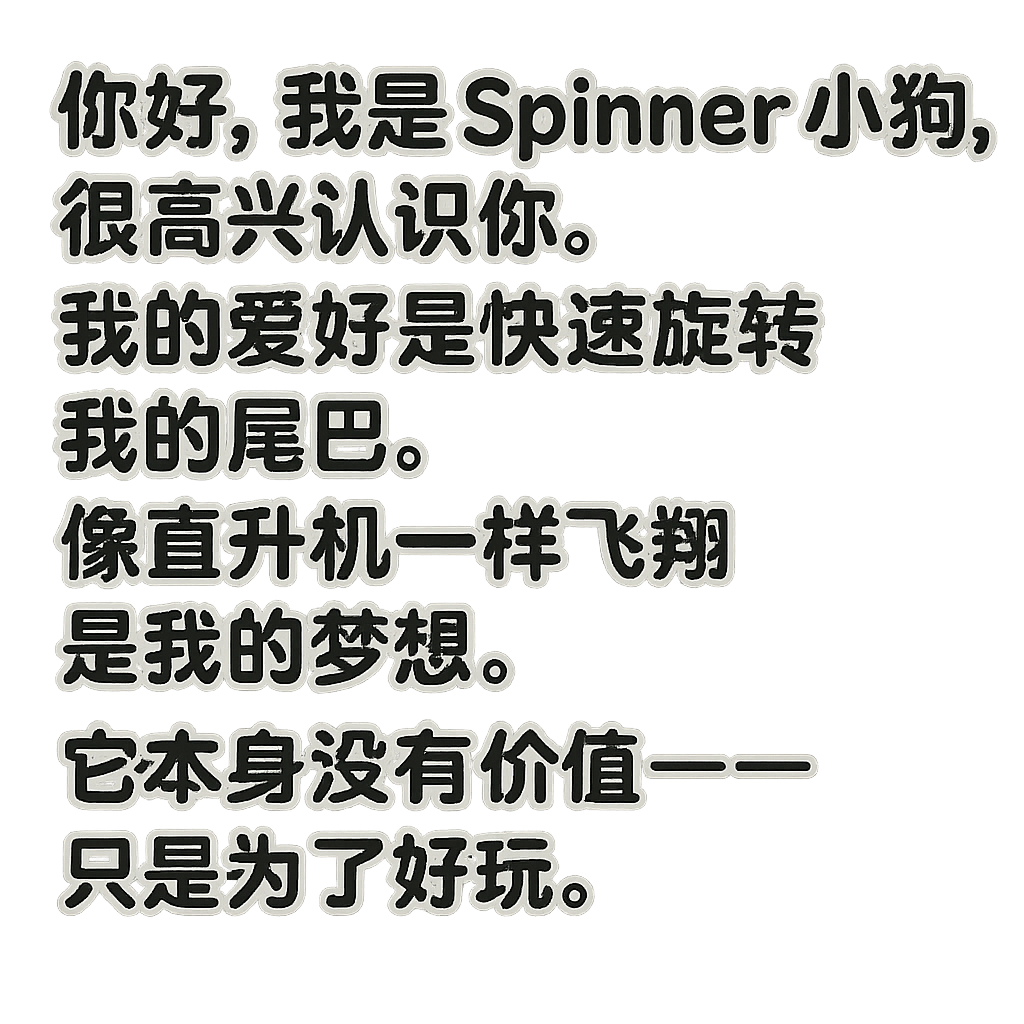 你好, 我是Spinner小狗,
很高兴认识你。
我的爱好是快速旋转
我的尾巴。
像直升机一样飞翔
是我的梦想。
它本身没有价值——
只是为了好玩。